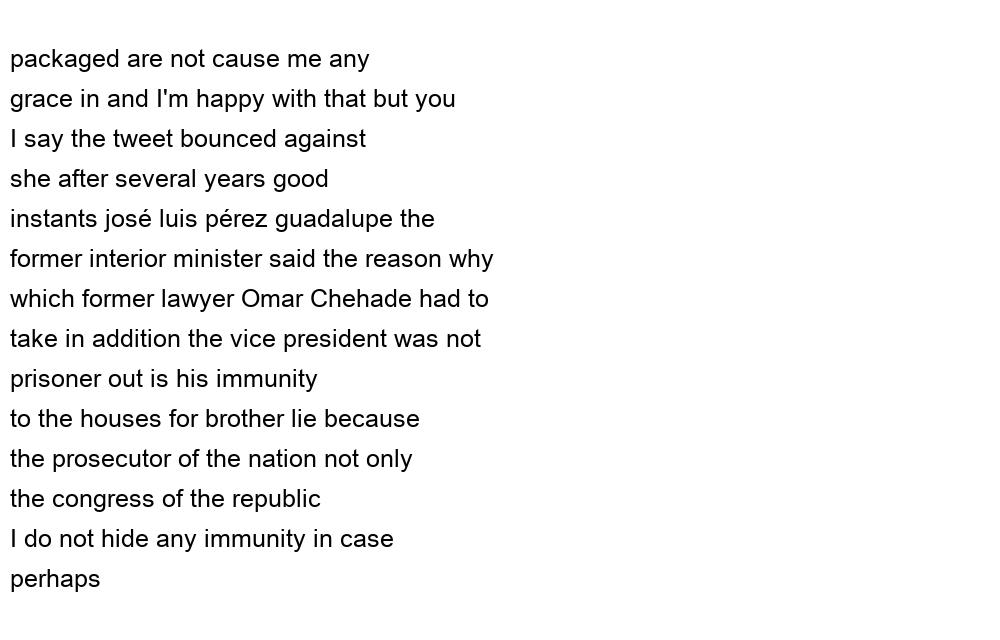 packaged are not cause me any
grace in and I'm happy with that but you
I say the tweet bounced against
she after several years good
instants josé luis pérez guadalupe the
former interior minister said the reason why
which former lawyer Omar Chehade had to
take in addition the vice president was not
prisoner out is his immunity
to the houses for brother lie because
the prosecutor of the nation not only
the congress of the republic
I do not hide any immunity in case
perhaps